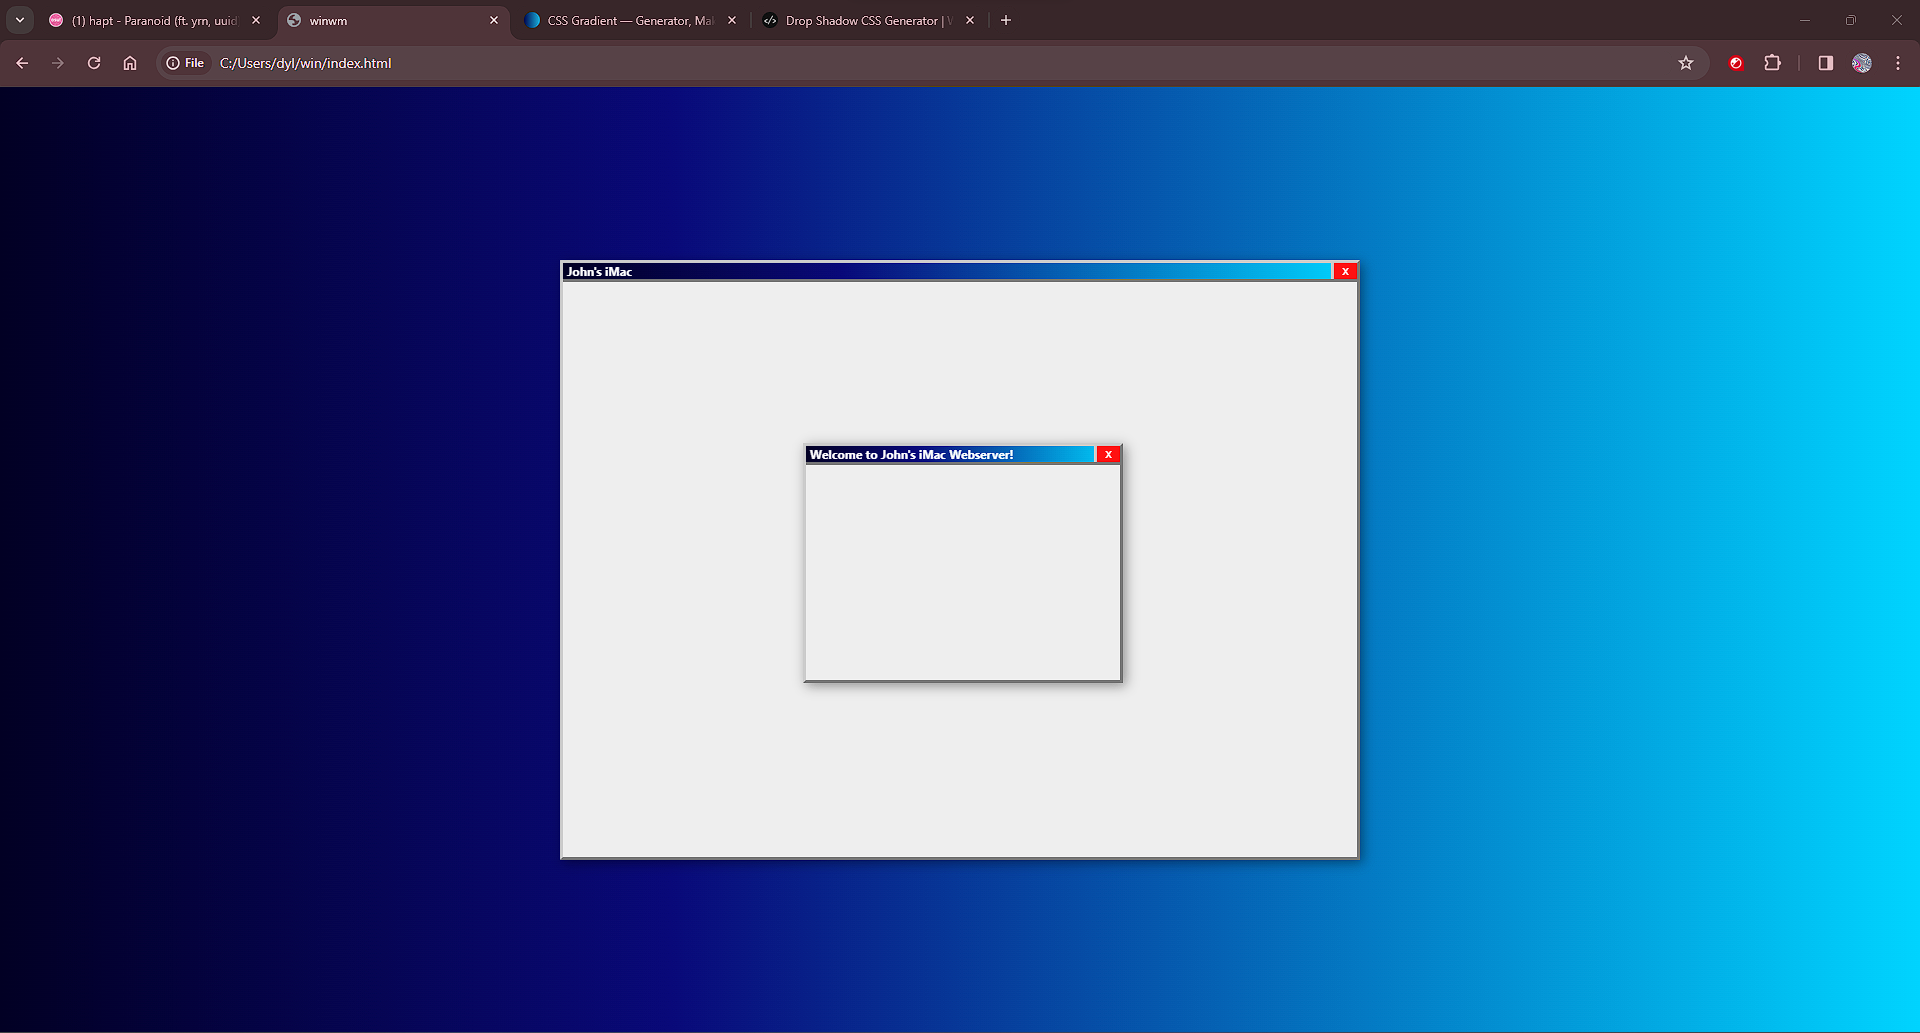 (1) hapt - Paranoid (ft. yrn, uuid
winwm
CSS Gradient — Generator, Mak
Drop Shadow CSS Generator |
File
C:/Users/dyl/win/index.html
John's iMac
x
Welcome to John's iMac Webserver!
x